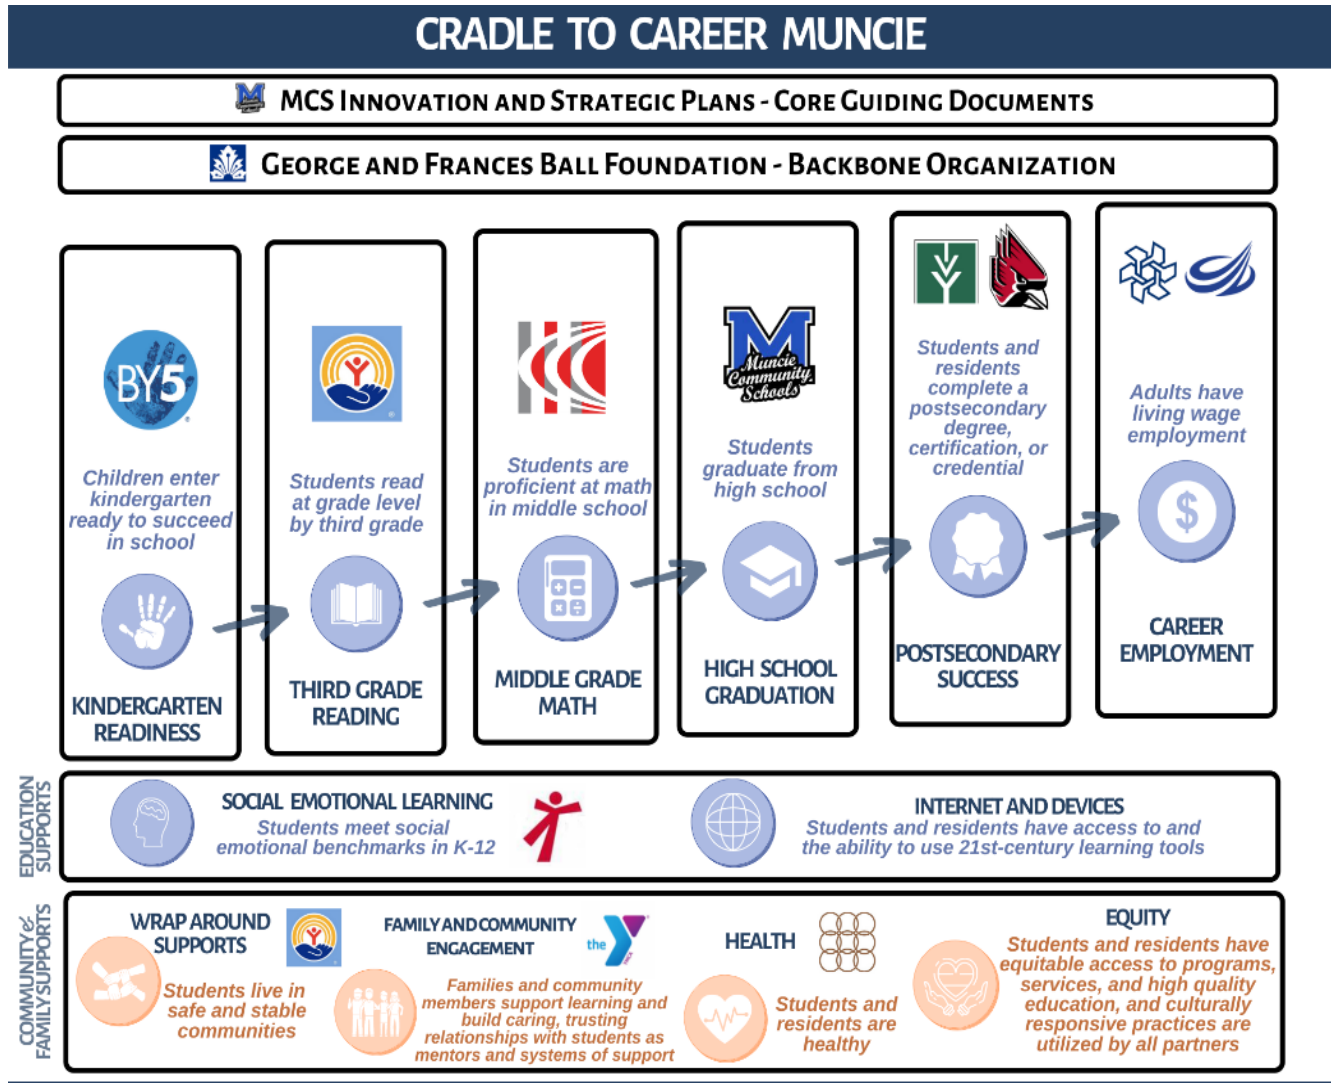 CRADLE TO CAREER MUNCIE
M
MCS INNOVATION AND STRATEGIC PLANS - CORE GUIDING DOCUMENTS
GEORGE AND FRANCES BALL FOUNDATION - BACKBONE ORGANIZATION
BY5
Children enter
kindergarten
ready to succeed
in school
KINDERGARTEN
READINESS
Students read
at grade level
by third grade
THIRD GRADE
READING
Students are
proficient at math
in middle school
MIDDLE GRADE
MATH
M
Muncie
Community
Schools
Students
graduate from
high school
HIGH SCHOOL
GRADUATION
Students and
residents
complete a
postsecondary
degree,
certification, or
credential
POSTSECONDARY
SUCCESS
Adults have
living wage
employment
$
CAREER
EMPLOYMENT
EDUCATION
SUPPORTS
SOCIAL EMOTIONAL LEARNING
Students meet social
emotional benchmarks in K-12
INTERNET AND DEVICES
Students and residents have access to and
the ability to use 21st-century learning tools
COMMUNITY &
FAMILY SUPPORTS
WRAP AROUND
SUPPORTS
Students live in
safe and stable
communities
FAMILY AND COMMUNITY
ENGAGEMENT
the Y
YMCA
Families and community
members support learning and
build caring, trusting
relationships with students as
mentors and systems of support
HEALTH
Students and
residents are
healthy
EQUITY
Students and residents have
equitable access to programs,
services, and high quality
education, and culturally
responsive practices are
utilized by all partners